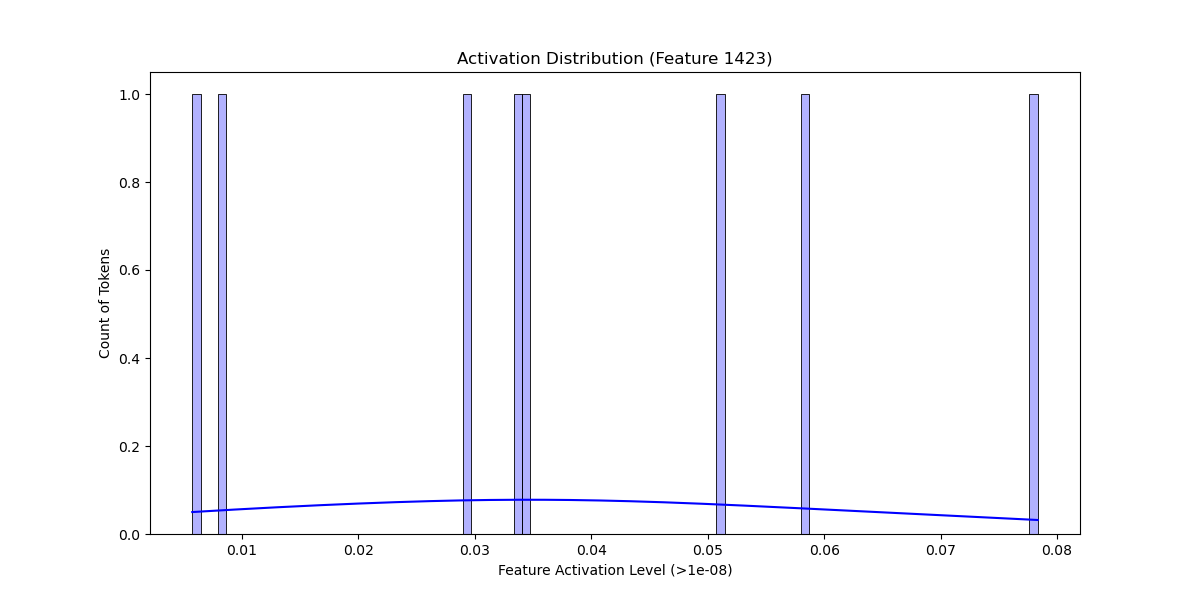 Activation Distribution (Feature 1423)
1.0
0.8
0.6
0.4
0.2
0.0
Count of Tokens
0.01 0.02 0.03 0.04 0.05 0.06 0.07 0.08
Feature Activation Level (>1e-08)